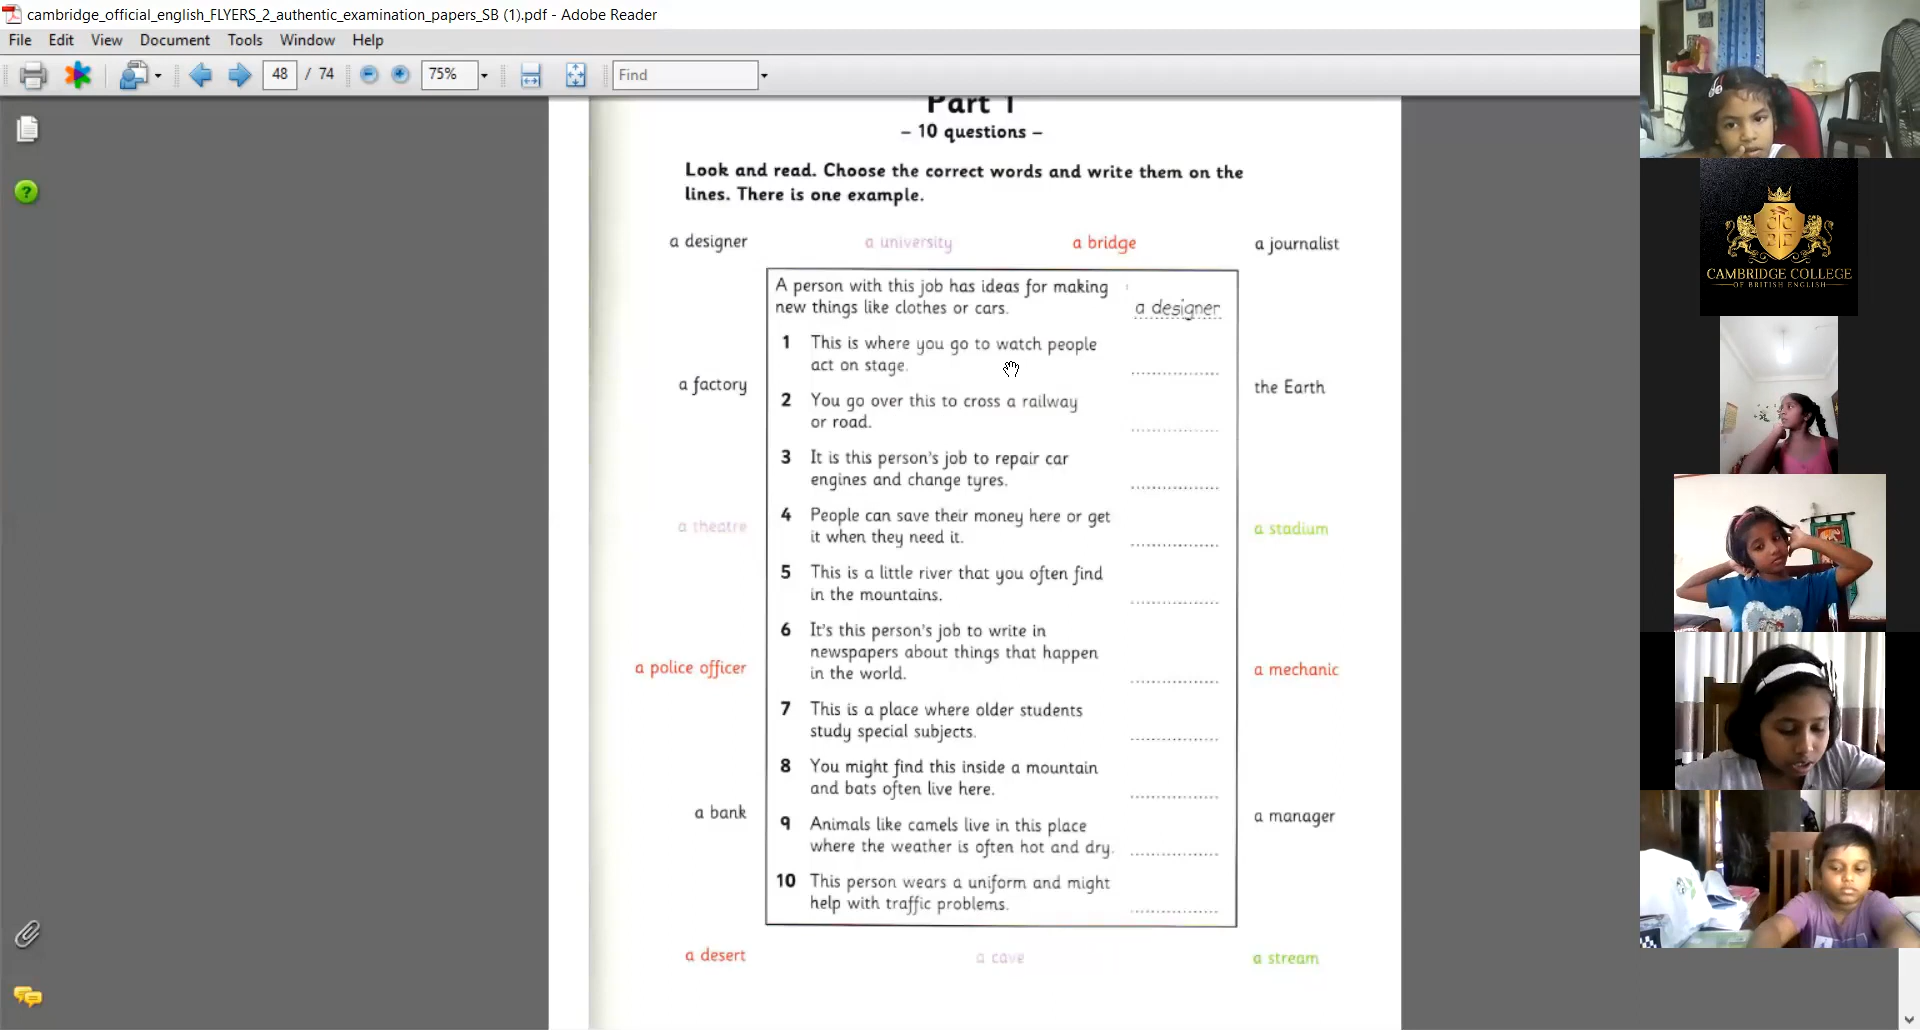 cambridge_official_english_FLYERS_2_authentic_examination_papers_SB (1).pdf - Adobe Reader
File Edit View Document Tools Window Help
48 / 74 75% Find
Part 1
– 10 questions –
Look and read. Choose the correct words and write them on the
lines. There is one example.
a designer a university a bridge a journalist
A person with this job has ideas for making
new things like clothes or cars. a designer
1 This is where you go to watch people
act on stage.
a factory
the Earth
2 You go over this to cross a railway
or road.
3 It is this person's job to repair car
engines and change tyres.
4 People can save their money here or get
it when they need it.
a theatre
a stadium
5 This is a little river that you often find
in the mountains.
6 It's this person's job to write in
newspapers about things that happen
in the world.
a police officer
a mechanic
7 This is a place where older students
study special subjects.
8 You might find this inside a mountain
and bats often live here.
a bank
a manager
9 Animals like camels live in this place
where the weather is often hot and dry.
10 This person wears a uniform and might
help with traffic problems.
a desert a cave a stream
CAMBRIDGE COLLEGE
OF BRITISH ENGLISH